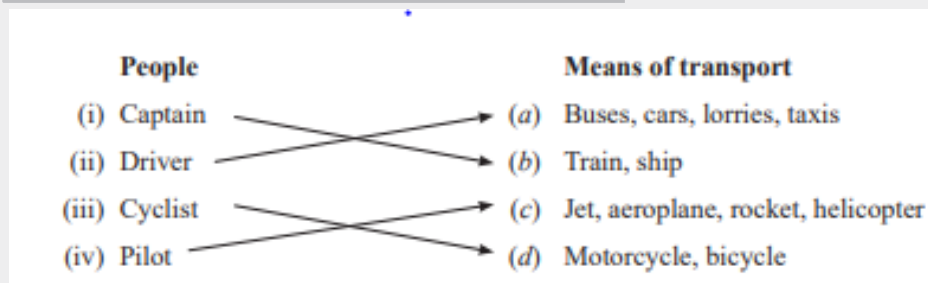 People Means of transport
(i) Captain (a) Buses, cars, lorries, taxis
(ii) Driver (b) Train, ship
(iii) Cyclist (c) Jet, aeroplane, rocket, helicopter
(iv) Pilot (d) Motorcycle, bicycle